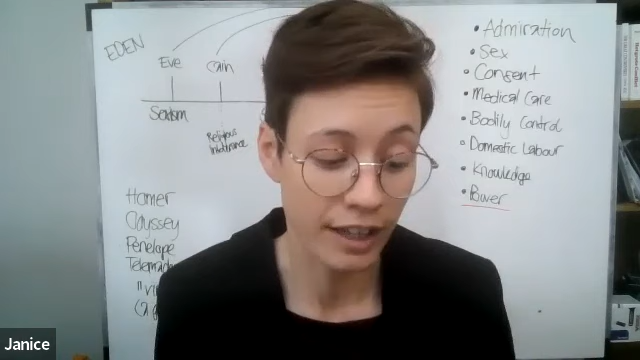 EDEN
Eve
Cain
Sexism
Religious
Intolerance
Homer
Odyssey
Penelope
• Admiration
• Sex
• Consent
• Medical Care
• Bodily Control
• Domestic Labour
• Knowledge
• Power
Janice